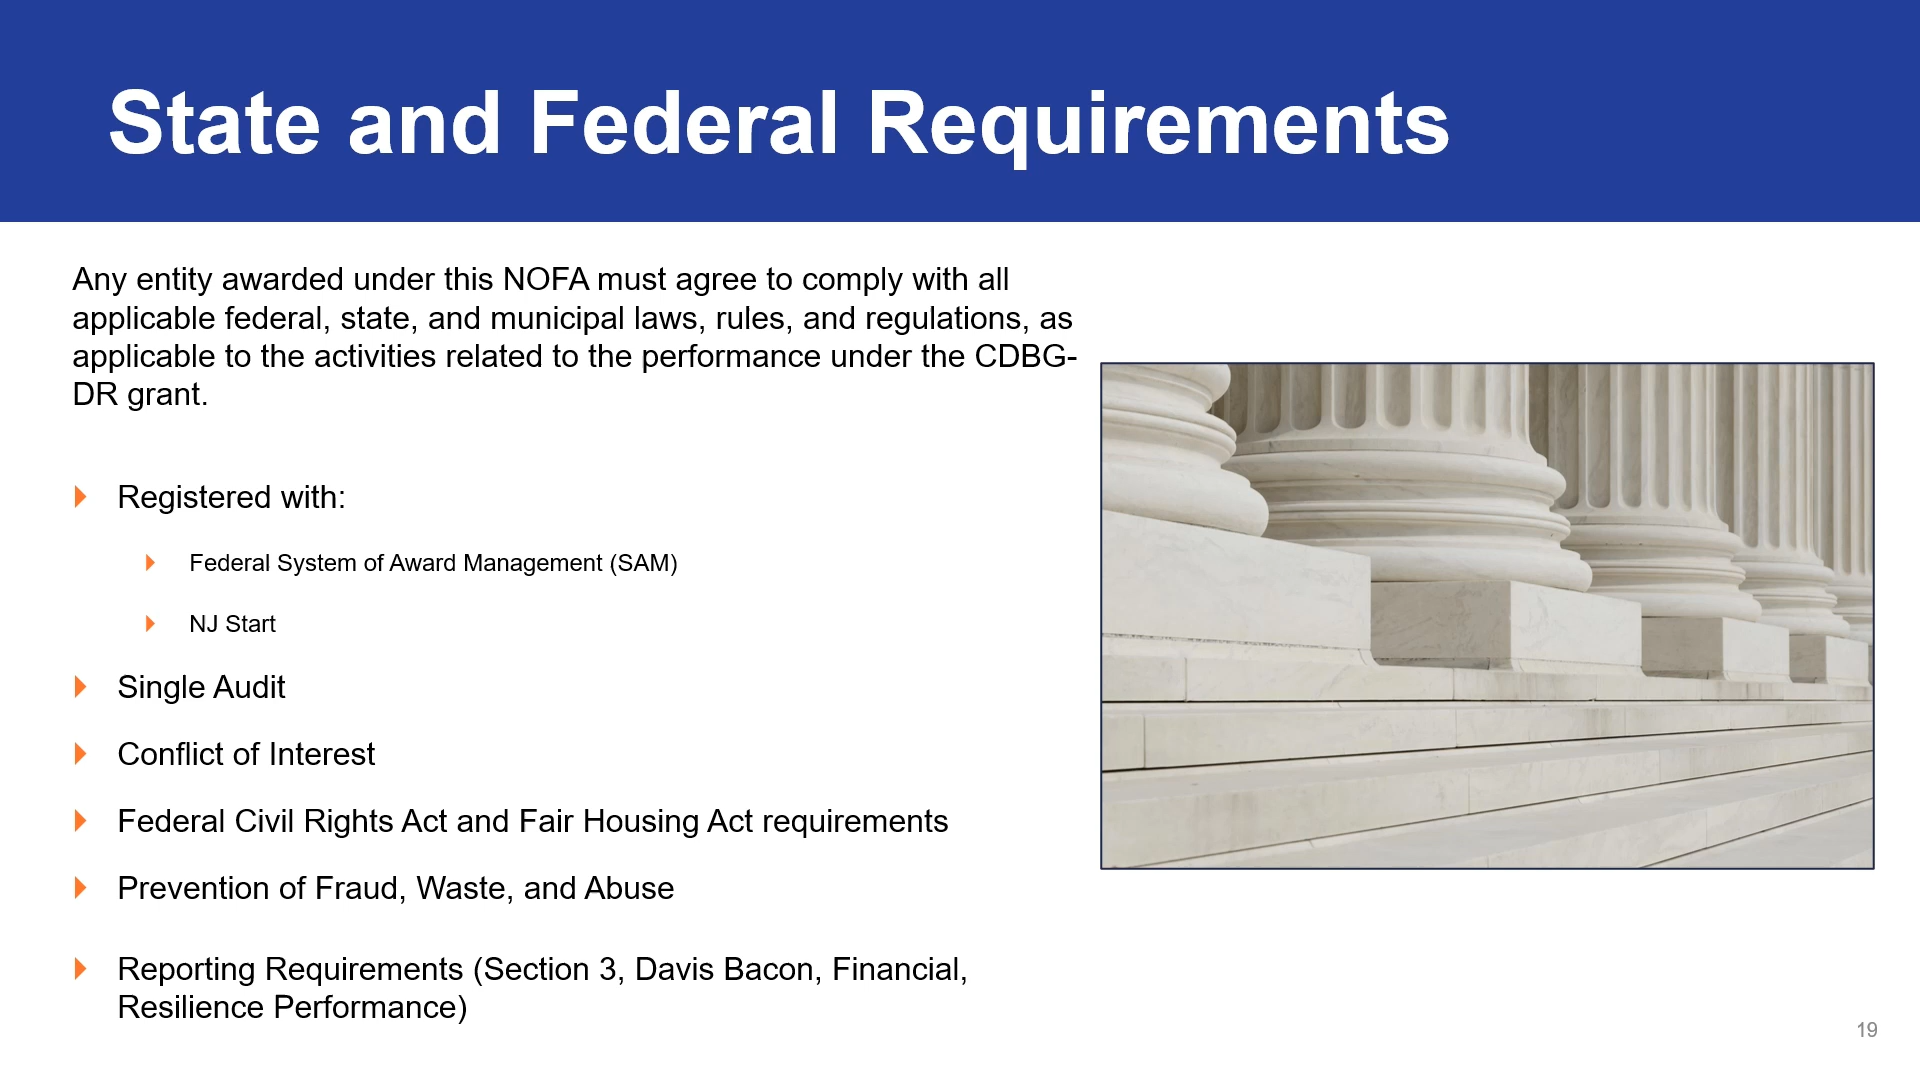 State and Federal Requirements
Any entity awarded under this NOFA must agree to comply with all
applicable federal, state, and municipal laws, rules, and regulations, as
applicable to the activities related to the performance under the CDBG-
DR grant.
Registered with:
Federal System of Award Management (SAM)
NJ Start
Single Audit
Conflict of Interest
Federal Civil Rights Act and Fair Housing Act requirements
Prevention of Fraud, Waste, and Abuse
Reporting Requirements (Section 3, Davis Bacon, Financial,
Resilience Performance)
19